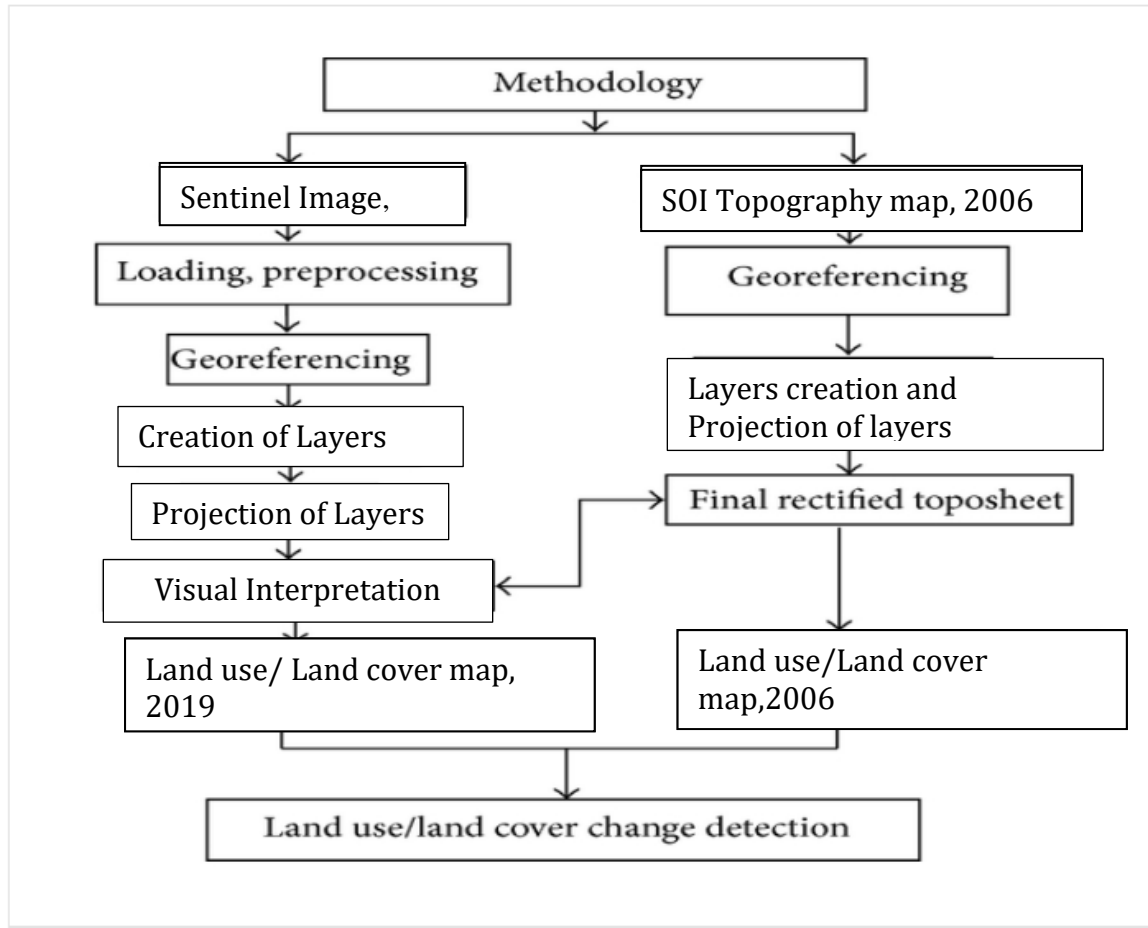 Methodology
Sentinel Image,
SOI Topography map, 2006
Loading, preprocessing
Georeferencing
Georeferencing
Layers creation and
Projection of layers
Creation of Layers
Final rectified toposheet
Projection of Layers
Visual Interpretation
Land use/ Land cover map,
2019
Land use/Land cover
map,2006
Land use/land cover change detection